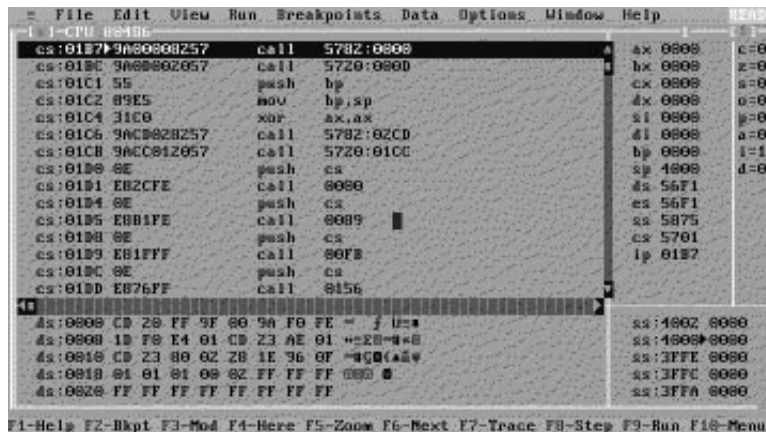 ≡ File Edit View Run Breakpoints Data Options Window Help READ
[ ]=CPU 80486
cs:01B7▶9A00008257 call 5782:0000 ax 0000 c=0
cs:01BC 9A0D002057 call 5720:000D bx 0000 z=0
cs:01C1 55 push bp cx 0000 s=0
cs:01C2 89E5 mov bp,sp dx 0000 o=0
cs:01C4 31C0 xor ax,ax si 0000 p=0
cs:01C6 9ACD028257 call 5782:02CD di 0000 a=0
cs:01CB 9ACC012057 call 5720:01CC bp 0000 i=1
cs:01D0 0E push cs sp 4000 d=0
cs:01D1 E82CFE call 0000 ds 56F1
cs:01D4 0E push cs es 56F1
cs:01D5 E8B1FE call 0089 ss 5875
cs:01D8 0E push cs cs 5701
cs:01D9 E81FFF call 00FB ip 01B7
cs:01DC 0E push cs
cs:01DD E876FF call 0156
ds:0000 CD 20 FF 9F 00 9A F0 FE ss:4002 0000
ds:0008 1D F0 E4 01 CD 23 AE 01 ss:4000▶0000
ds:0010 CD 23 80 02 28 1E 96 0F ss:3FFE 0000
ds:0018 01 01 01 00 02 FF FF FF ss:3FFC 0000
ds:0020 FF FF FF FF FF FF FF FF ss:3FFA 0000
F1-Help F2-Bkpt F3-Mod F4-Here F5-Zoom F6-Next F7-Trace F8-Step F9-Run F10-Menu